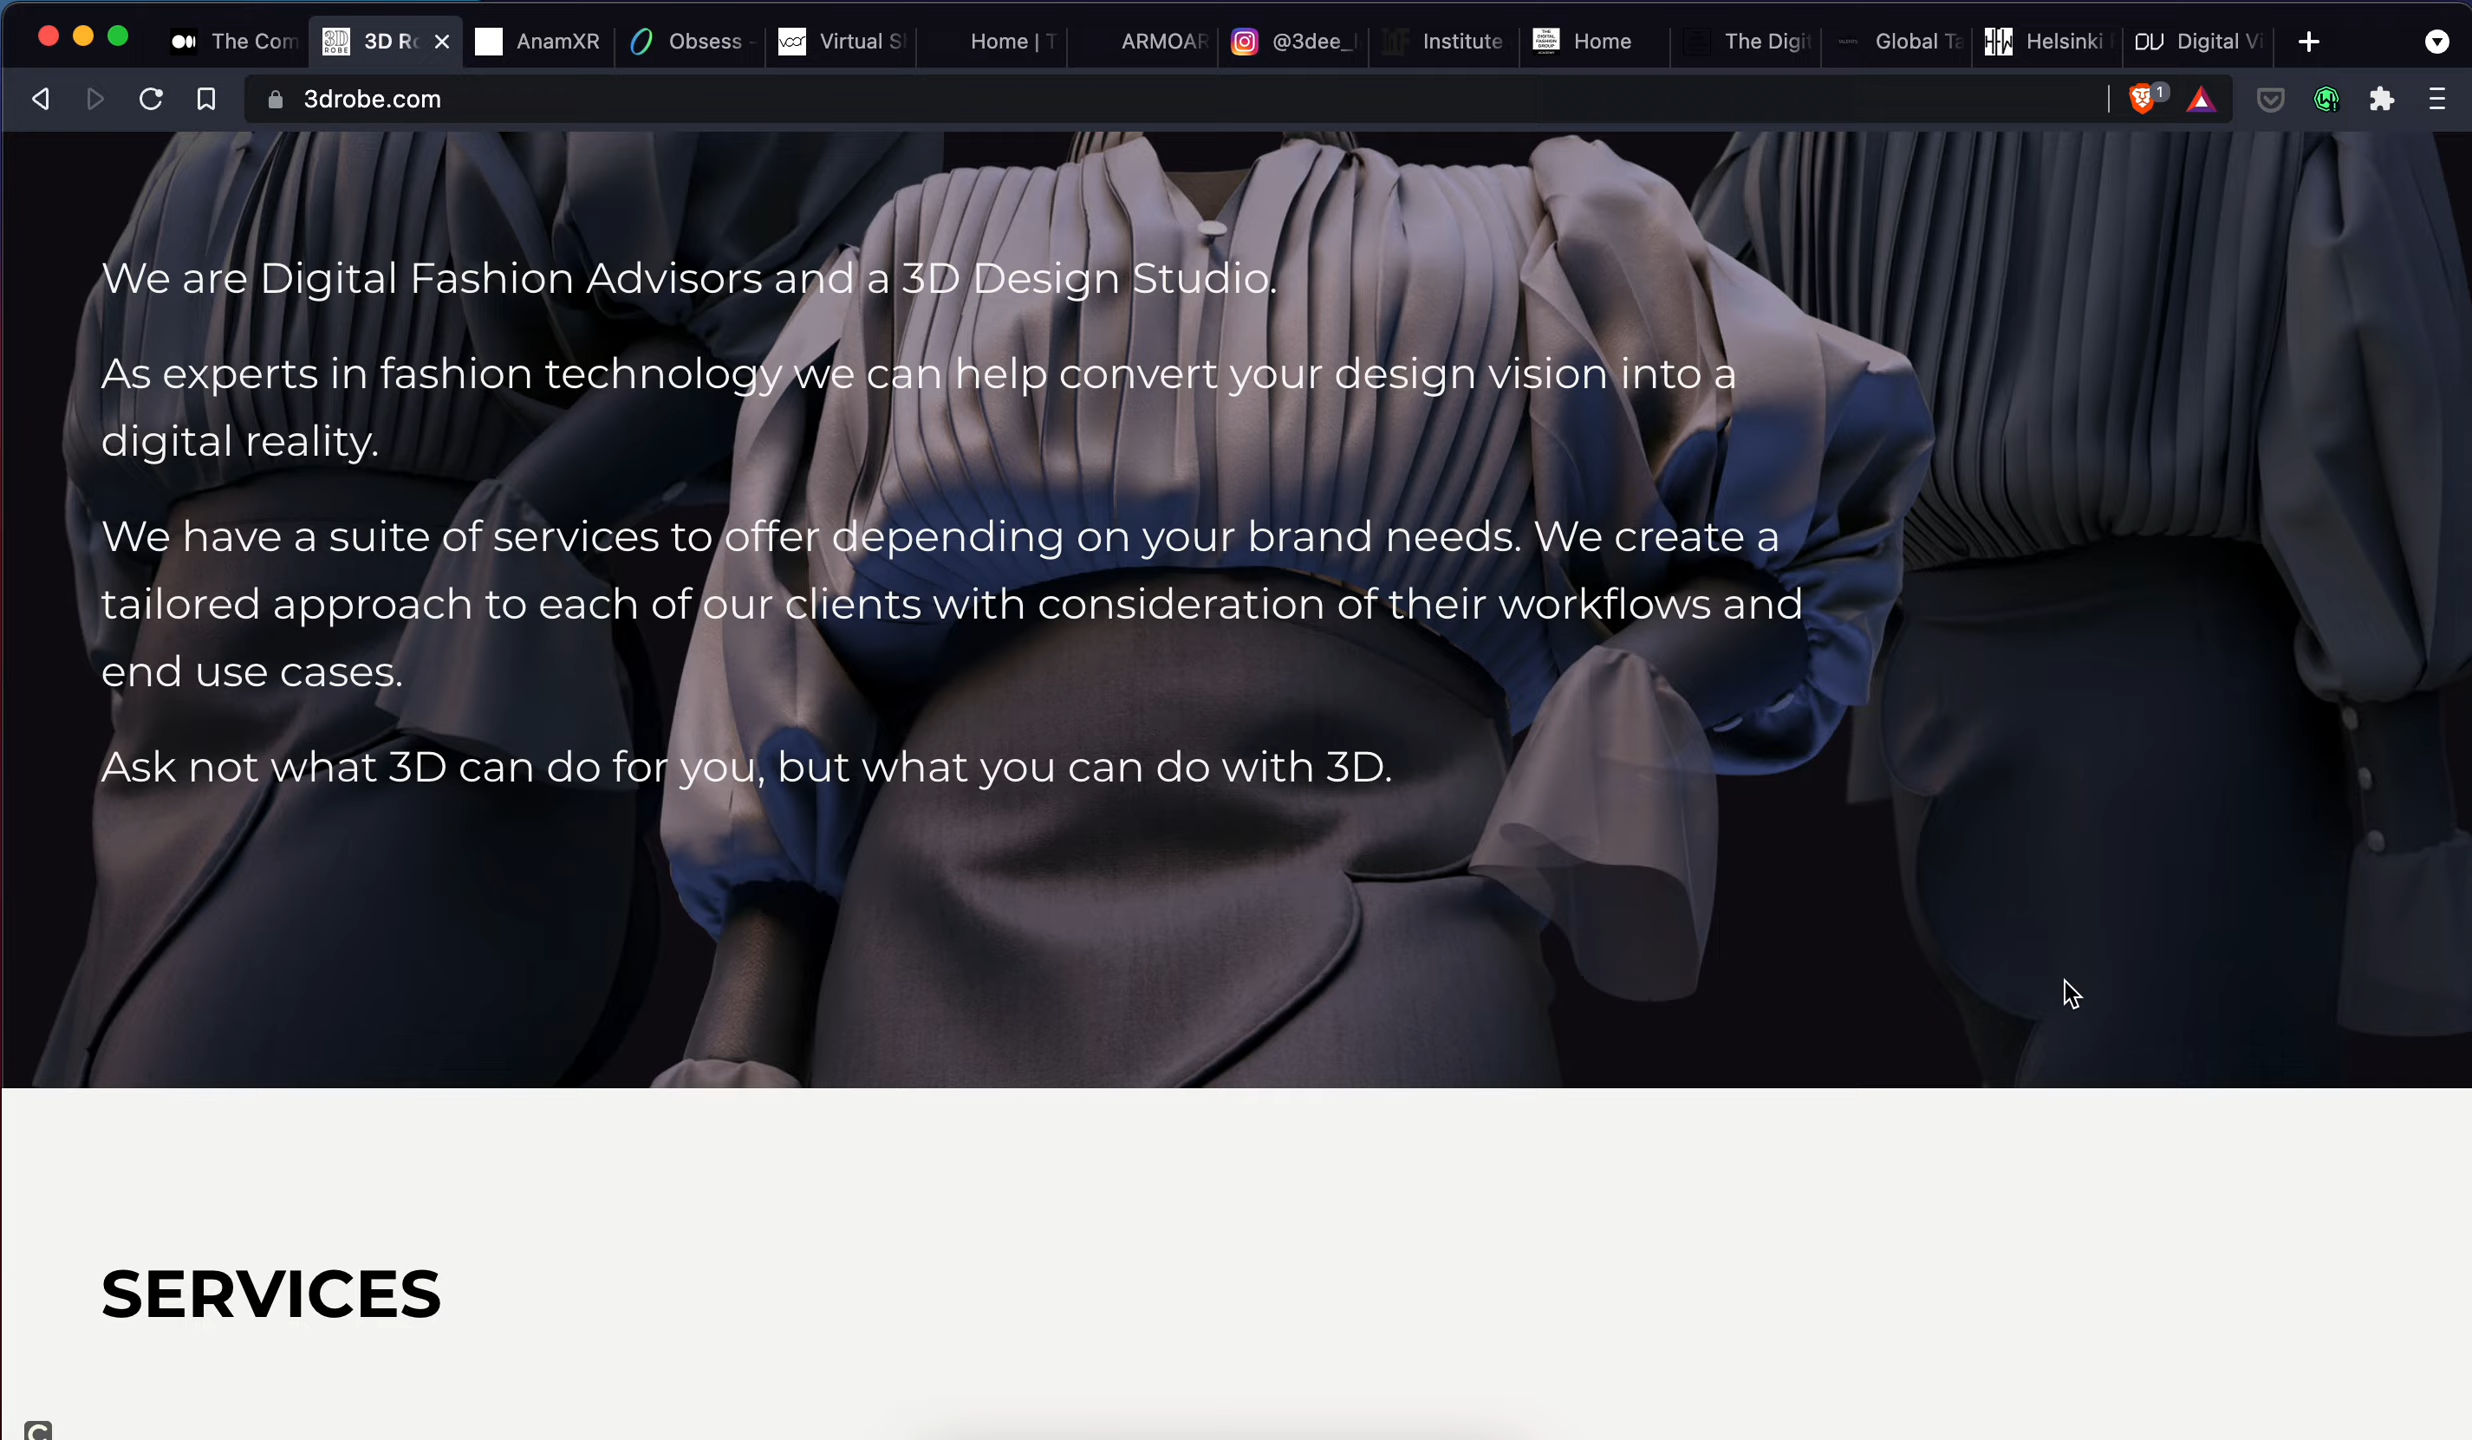 The Com
3D Ro
AnamXR
Obsess -
Virtual S
Home | T
ARMOAR
@3dee_
Institute
Home
The Digit
Global Ta
Helsinki
Digital Vi
3drobe.com
1
We are Digital Fashion Advisors and a 3D Design Studio.
As experts in fashion technology we can help convert your design vision into a
digital reality.
We have a suite of services to offer depending on your brand needs. We create a
tailored approach to each of our clients with consideration of their workflows and
end use cases.
Ask not what 3D can do for you, but what you can do with 3D.
SERVICES